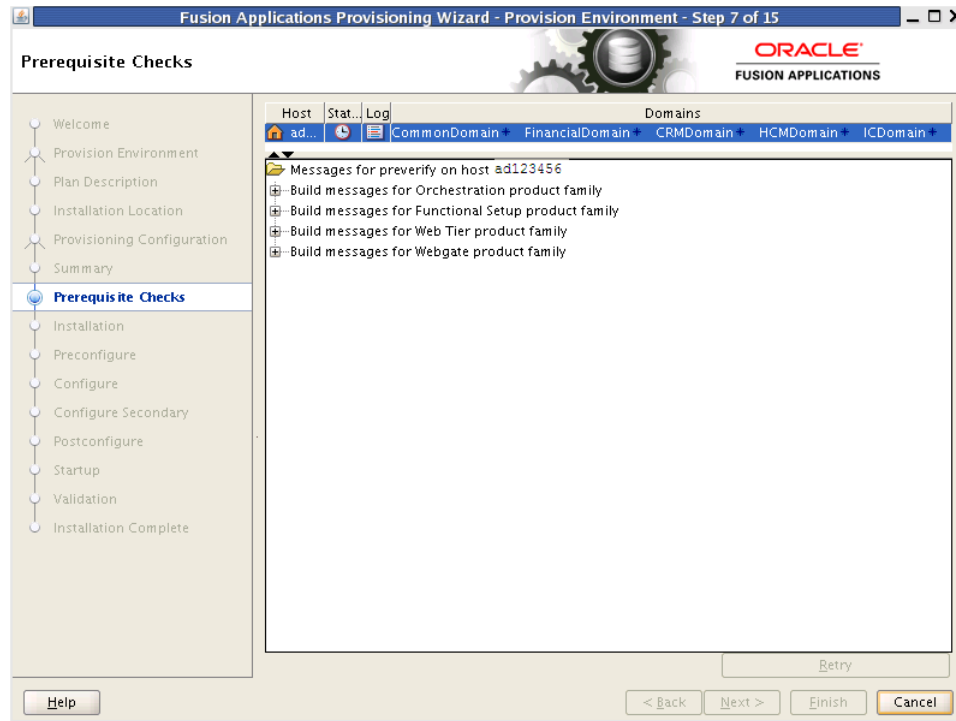 Fusion Applications Provisioning Wizard - Provision Environment - Step 7 of 15
Prerequisite Checks
ORACLE
FUSION APPLICATIONS
Welcome
Provision Environment
Plan Description
Installation Location
Provisioning Configuration
Summary
Prerequisite Checks
Installation
Preconfigure
Configure
Configure Secondary
Postconfigure
Startup
Validation
Installation Complete
Host Stat... Log Domains
ad... CommonDomain+ FinancialDomain+ CRMDomain+ HCMDomain+ ICDomain+
Messages for preverify on host ad123456
Build messages for Orchestration product family
Build messages for Functional Setup product family
Build messages for Web Tier product family
Build messages for Webgate product family
Retry
Help < Back Next > Finish Cancel